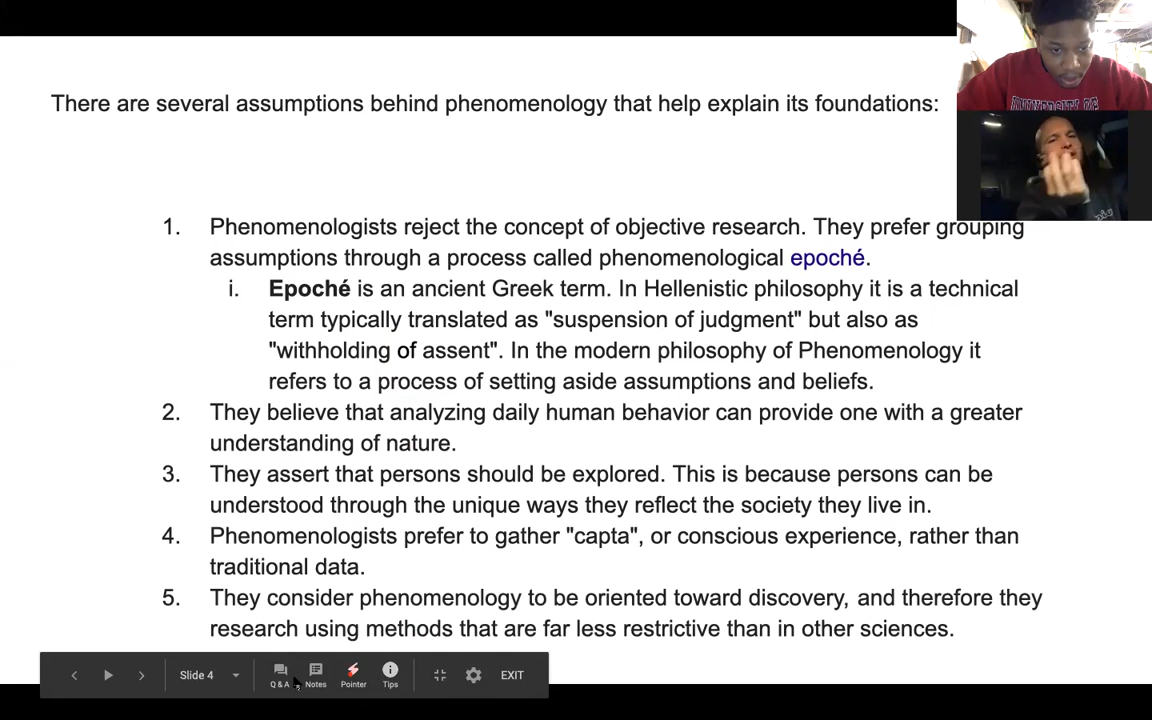 There are several assumptions behind phenomenology that help explain its foundations:
UNIVERSITY OF
1. Phenomenologists reject the concept of objective research. They prefer grouping
assumptions through a process called phenomenological epoché.
i. Epoché is an ancient Greek term. In Hellenistic philosophy it is a technical
term typically translated as "suspension of judgment" but also as
"withholding of assent". In the modern philosophy of Phenomenology it
refers to a process of setting aside assumptions and beliefs.
2. They believe that analyzing daily human behavior can provide one with a greater
understanding of nature.
3. They assert that persons should be explored. This is because persons can be
understood through the unique ways they reflect the society they live in.
4. Phenomenologists prefer to gather "capta", or conscious experience, rather than
traditional data.
5. They consider phenomenology to be oriented toward discovery, and therefore they
research using methods that are far less restrictive than in other sciences.
Slide 4 Q & A Notes Pointer Tips EXIT